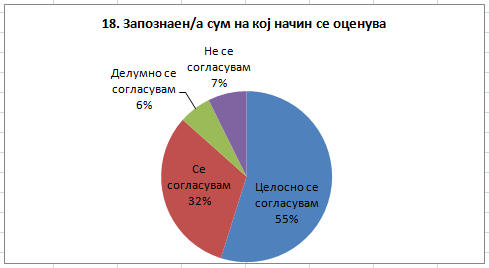 18. Запознаен/а сум на кој начин се оценува
Не се
согласувам
7%
Делумно се
согласувам
6%
Се
согласувам
32%
Целосно се
согласувам
55%